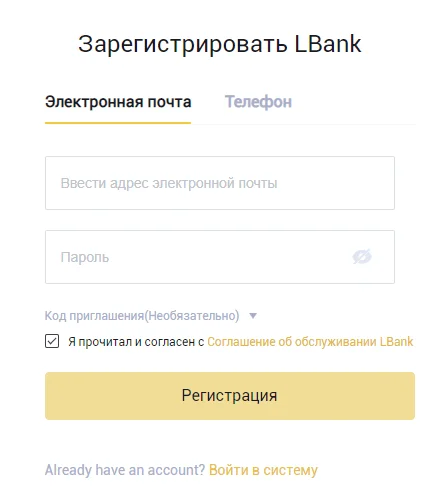 Зарегистрировать LBank
Электронная почта Телефон
Ввести адрес электронной почты
Пароль
Код приглашения(Необязательно)
Я прочитал и согласен с Соглашение об обслуживании LBank
Регистрация
Already have an account? Войти в систему